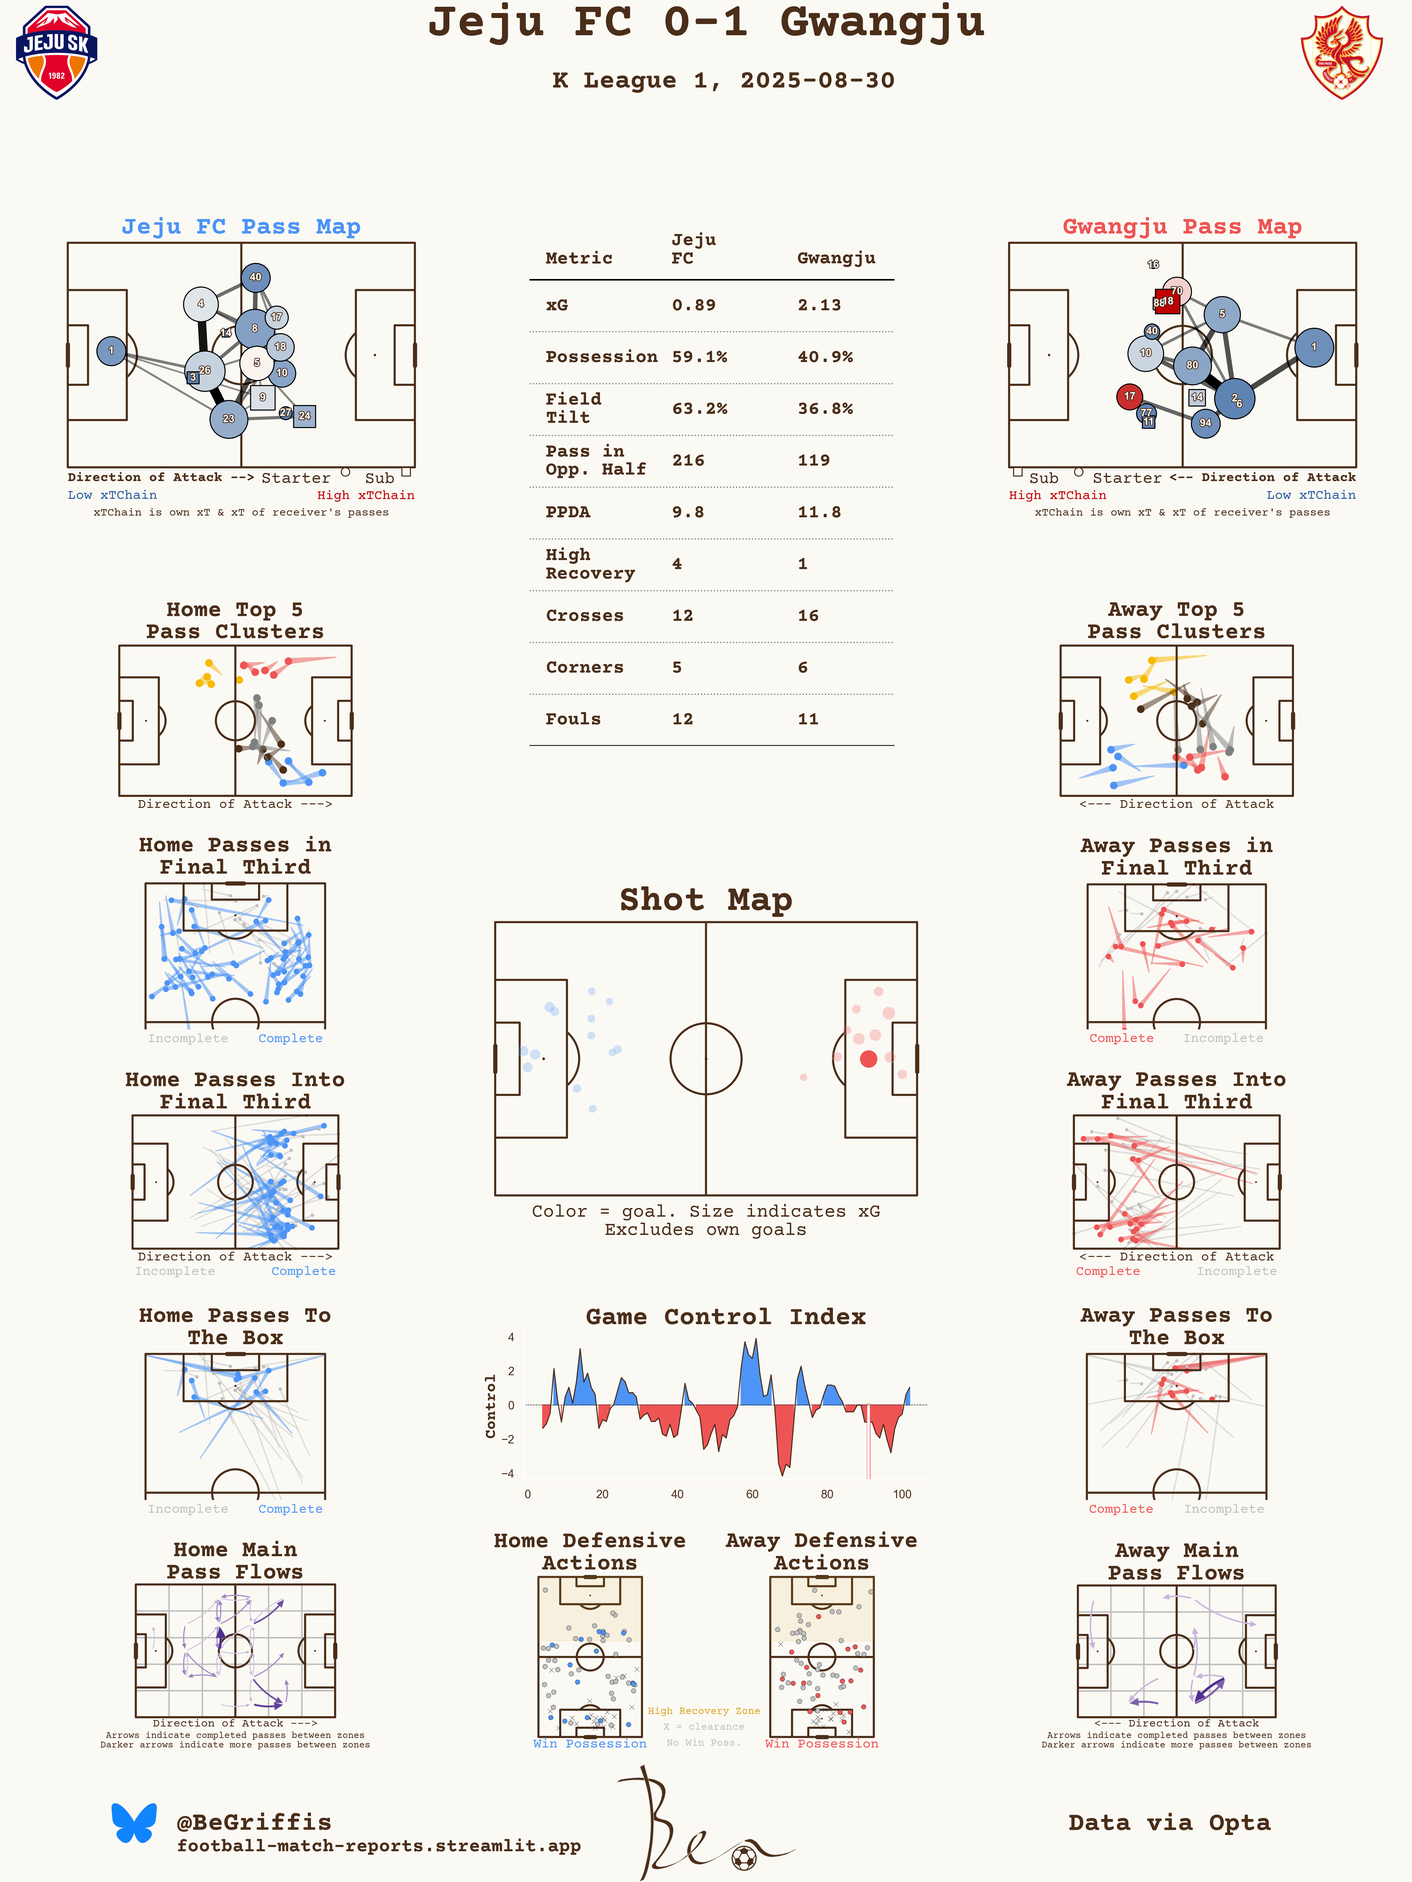 Jeju FC 0-1 Gwangju
K League 1, 2025-08-30
JEJU SK
1982
Jeju FC Pass Map
40
4
17
8
14
18
1
5
26
10
3
9
27
24
23
Direction of Attack --> Starter Sub
Low xTChain High xTChain
xTChain is own xT & xT of receiver's passes
Metric Jeju FC Gwangju
xG 0.89 2.13
Possession 59.1% 40.9%
Field Tilt 63.2% 36.8%
Pass in Opp. Half 216 119
PPDA 9.8 11.8
High Recovery 4 1
Crosses 12 16
Corners 5 6
Fouls 12 11
Gwangju Pass Map
16
70
18
5
40
10
1
80
17
14
2
6
77
11
94
Sub Starter <-- Direction of Attack
High xTChain Low xTChain
xTChain is own xT & xT of receiver's passes
Home Top 5
Pass Clusters
Direction of Attack --->
Away Top 5
Pass Clusters
<--- Direction of Attack
Home Passes in
Final Third
Incomplete Complete
Shot Map
Color = goal. Size indicates xG
Excludes own goals
Away Passes in
Final Third
Complete Incomplete
Home Passes Into
Final Third
Direction of Attack --->
Incomplete Complete
Away Passes Into
Final Third
<--- Direction of Attack
Complete Incomplete
Home Passes To
The Box
Incomplete Complete
Game Control Index
Control
4
2
0
−2
−4
0 20 40 60 80 100
Away Passes To
The Box
Complete Incomplete
Home Main
Pass Flows
Direction of Attack --->
Arrows indicate completed passes between zones
Darker arrows indicate more passes between zones
Home Defensive
Actions
Win Possession
High Recovery Zone
X = clearance
No Win Poss.
Away Defensive
Actions
Win Possession
Away Main
Pass Flows
<--- Direction of Attack
Arrows indicate completed passes between zones
Darker arrows indicate more passes between zones
@BeGriffis
football-match-reports.streamlit.app
Ben
Data via Opta